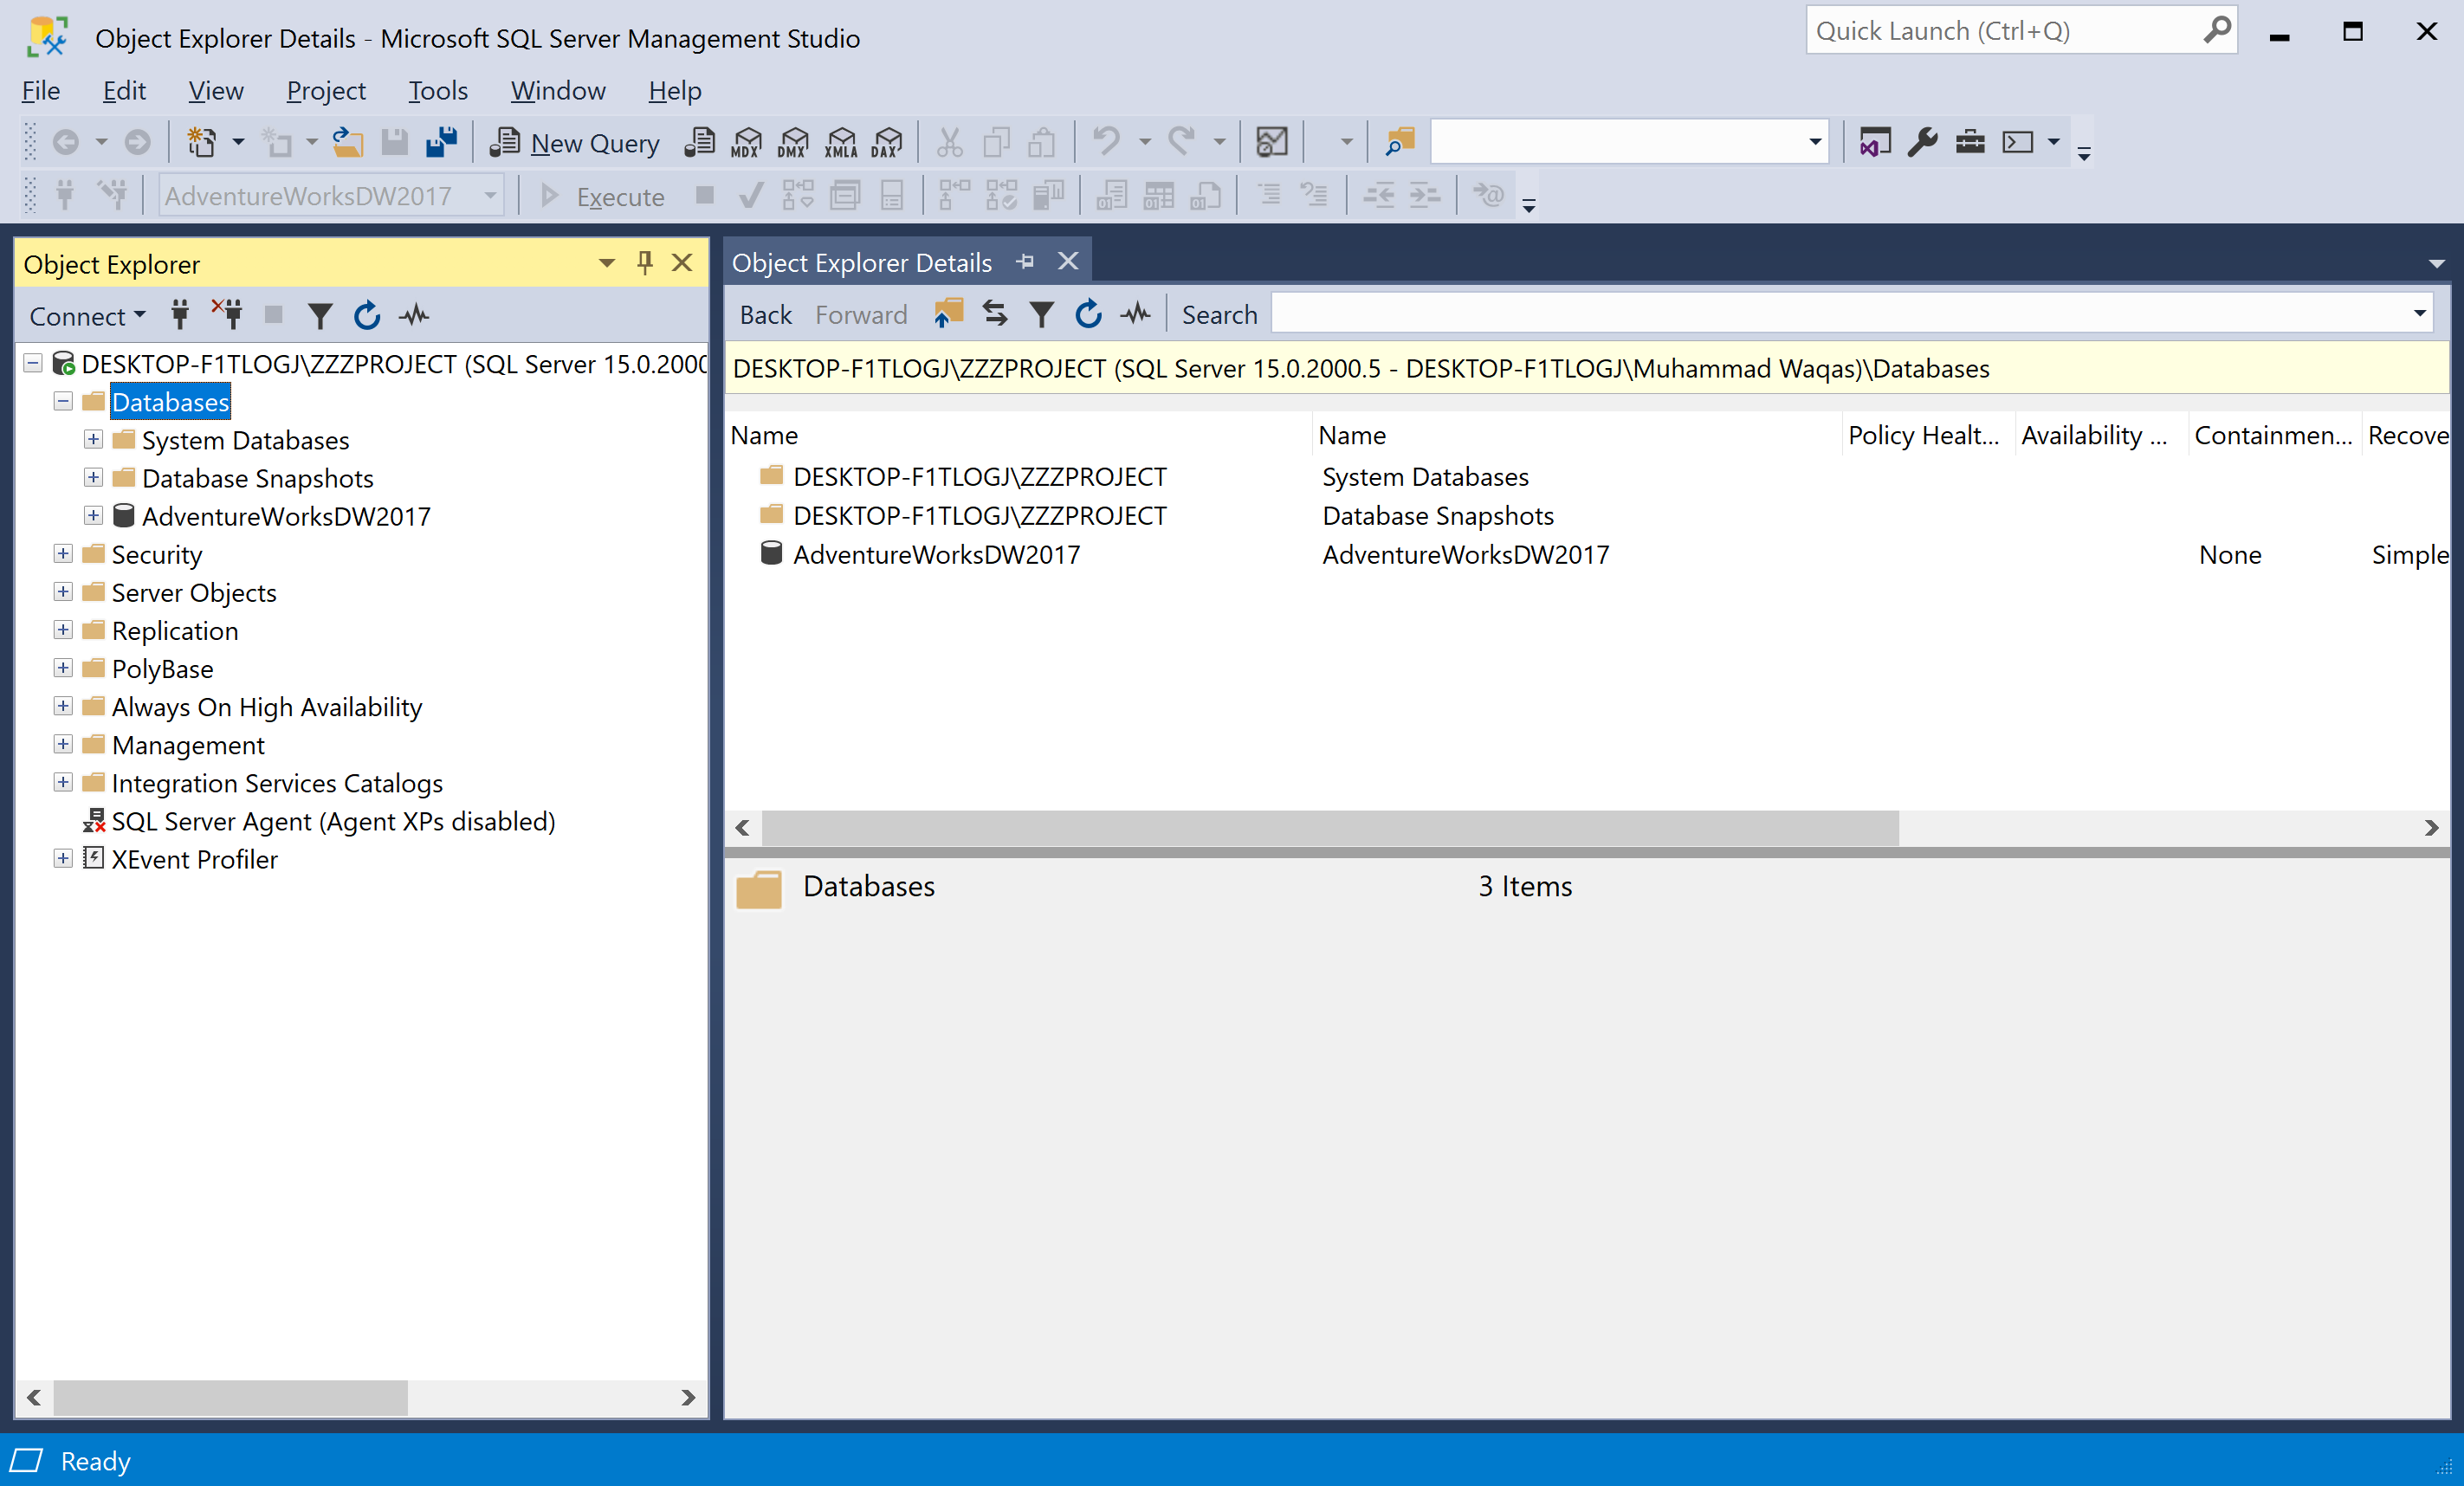 Object Explorer Details - Microsoft SQL Server Management Studio
Quick Launch (Ctrl+Q)
File Edit View Project Tools Window Help
New Query MDX DMX XMLA DAX
AdventureWorksDW2017 Execute
Object Explorer
Connect
DESKTOP-F1TLOGJ\ZZZPROJECT (SQL Server 15.0.2000
Databases
System Databases
Database Snapshots
AdventureWorksDW2017
Security
Server Objects
Replication
PolyBase
Always On High Availability
Management
Integration Services Catalogs
SQL Server Agent (Agent XPs disabled)
XEvent Profiler
Object Explorer Details
Back Forward Search
DESKTOP-F1TLOGJ\ZZZPROJECT (SQL Server 15.0.2000.5 - DESKTOP-F1TLOGJ\Muhammad Waqas)\Databases
Name Name Policy Healt... Availability ... Containmen... Recove
DESKTOP-F1TLOGJ\ZZZPROJECT System Databases
DESKTOP-F1TLOGJ\ZZZPROJECT Database Snapshots
AdventureWorksDW2017 AdventureWorksDW2017 None Simple
Databases 3 Items
Ready